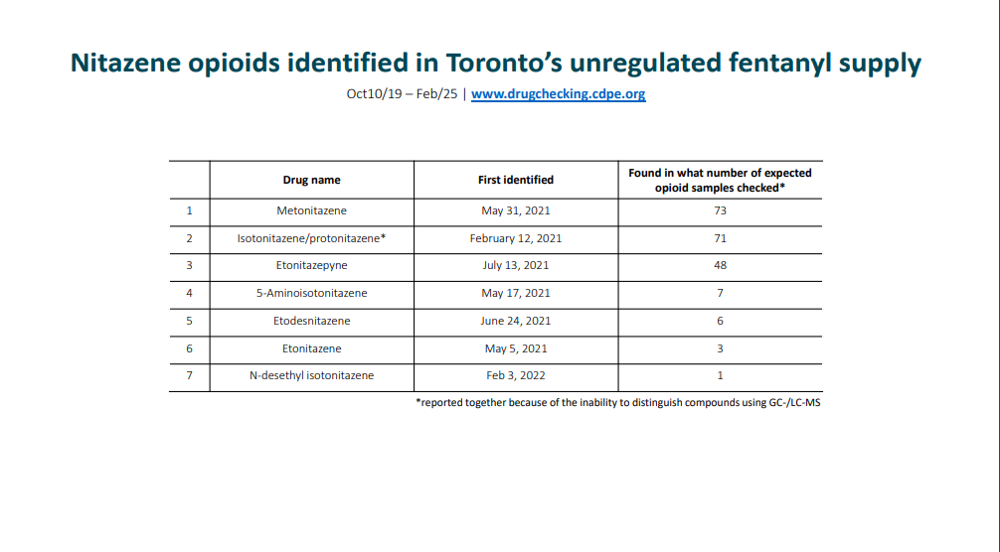 Nitazene opioids identified in Toronto’s unregulated fentanyl supply
Oct10/19 – Feb/25 | www.drugchecking.cdpe.org
Drug name First identified Found in what number of expected opioid samples checked*
1 Metonitazene May 31, 2021 73
2 Isotonitazene/protonitazene* February 12, 2021 71
3 Etonitazepyne July 13, 2021 48
4 5-Aminoisotonitazene May 17, 2021 7
5 Etodesnitazene June 24, 2021 6
6 Etonitazene May 5, 2021 3
7 N-desethyl isotonitazene Feb 3, 2022 1
*reported together because of the inability to distinguish compounds using GC-/LC-MS